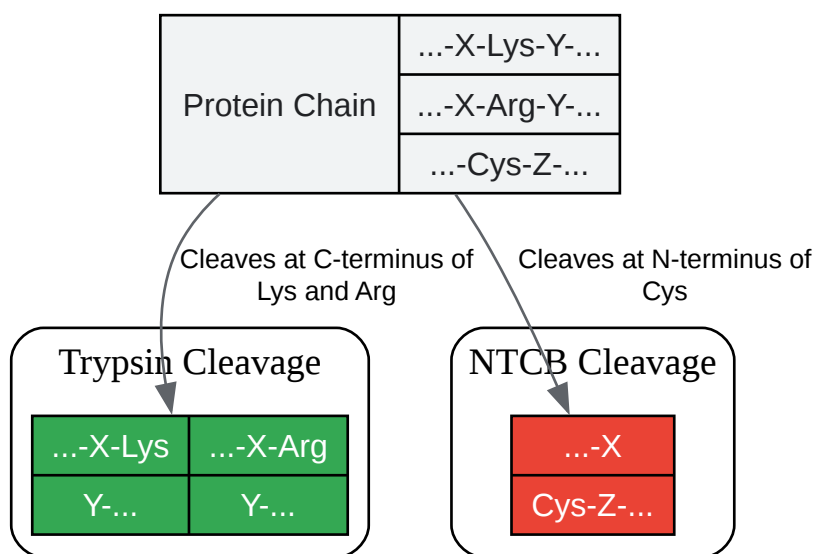 Protein Chain
...-X-Lys-Y-...
...-X-Arg-Y-...
...-Cys-Z-...
Cleaves at C-terminus of
Lys and Arg
Cleaves at N-terminus of
Cys
Trypsin Cleavage
...-X-Lys
...-X-Arg
Y-...
Y-...
NTCB Cleavage
...-X
Cys-Z-...